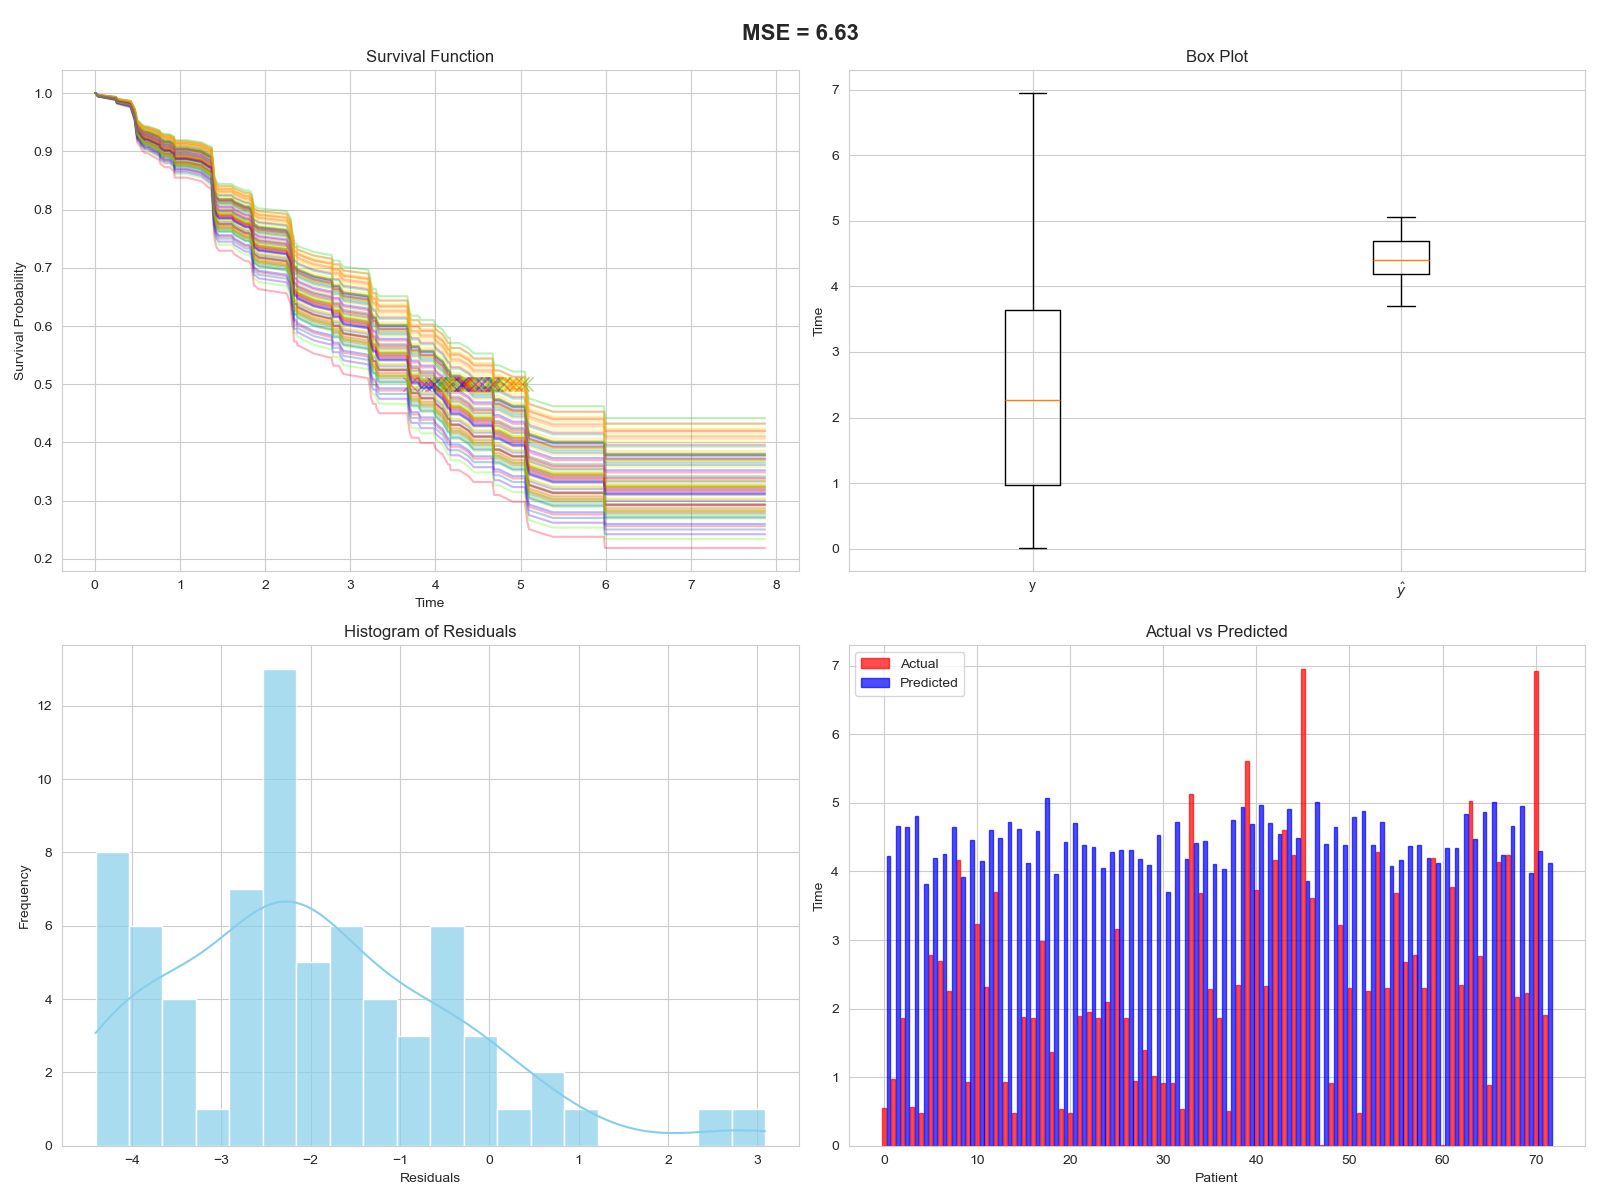 MSE = 6.63
Survival Function
1.0
0.9
0.8
0.7
0.6
0.5
0.4
0.3
0.2
Survival Probability
0 1 2 3 4 5 6 7 8
Time
Box Plot
7
6
5
4
3
2
1
0
Time
y ŷ
Histogram of Residuals
12
10
8
6
4
2
0
Frequency
−4 −3 −2 −1 0 1 2 3
Residuals
Actual vs Predicted
Actual
Predicted
7
6
5
4
3
2
1
0
Time
0 10 20 30 40 50 60 70
Patient